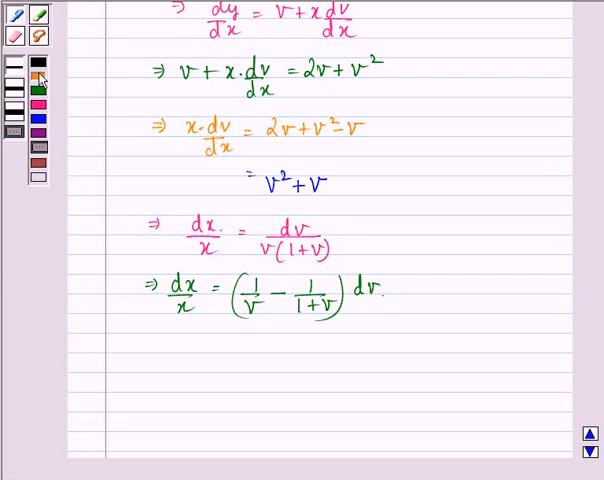 ⇒ dy/dx = v + x dv/dx
⇒ v + x · dv/dx = 2v + v²
⇒ x · dv/dx = 2v + v² − v
= v² + v
⇒ dx/x = dv/v(1+v)
⇒ dx/x = (1/v − 1/1+v) dv.